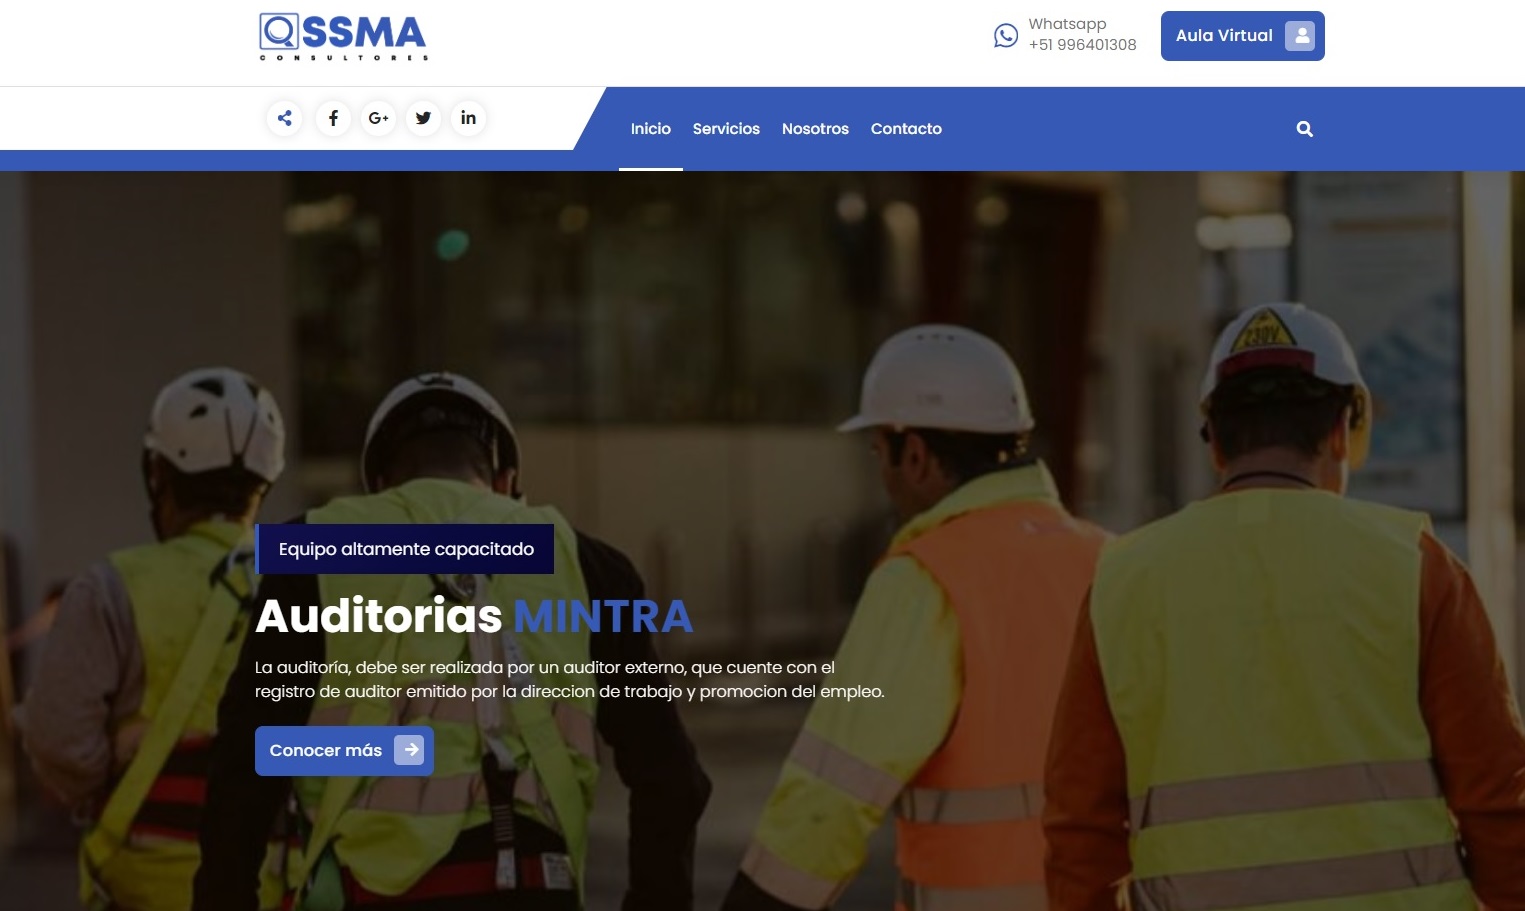 QSSMA
CONSULTORES
Whatsapp
+51 996401308
Aula Virtual
G+
in
Inicio
Servicios
Nosotros
Contacto
230V
Equipo altamente capacitado
Auditorias MINTRA
La auditoría, debe ser realizada por un auditor externo, que cuente con el
registro de auditor emitido por la direccion de trabajo y promocion del empleo.
Conocer más